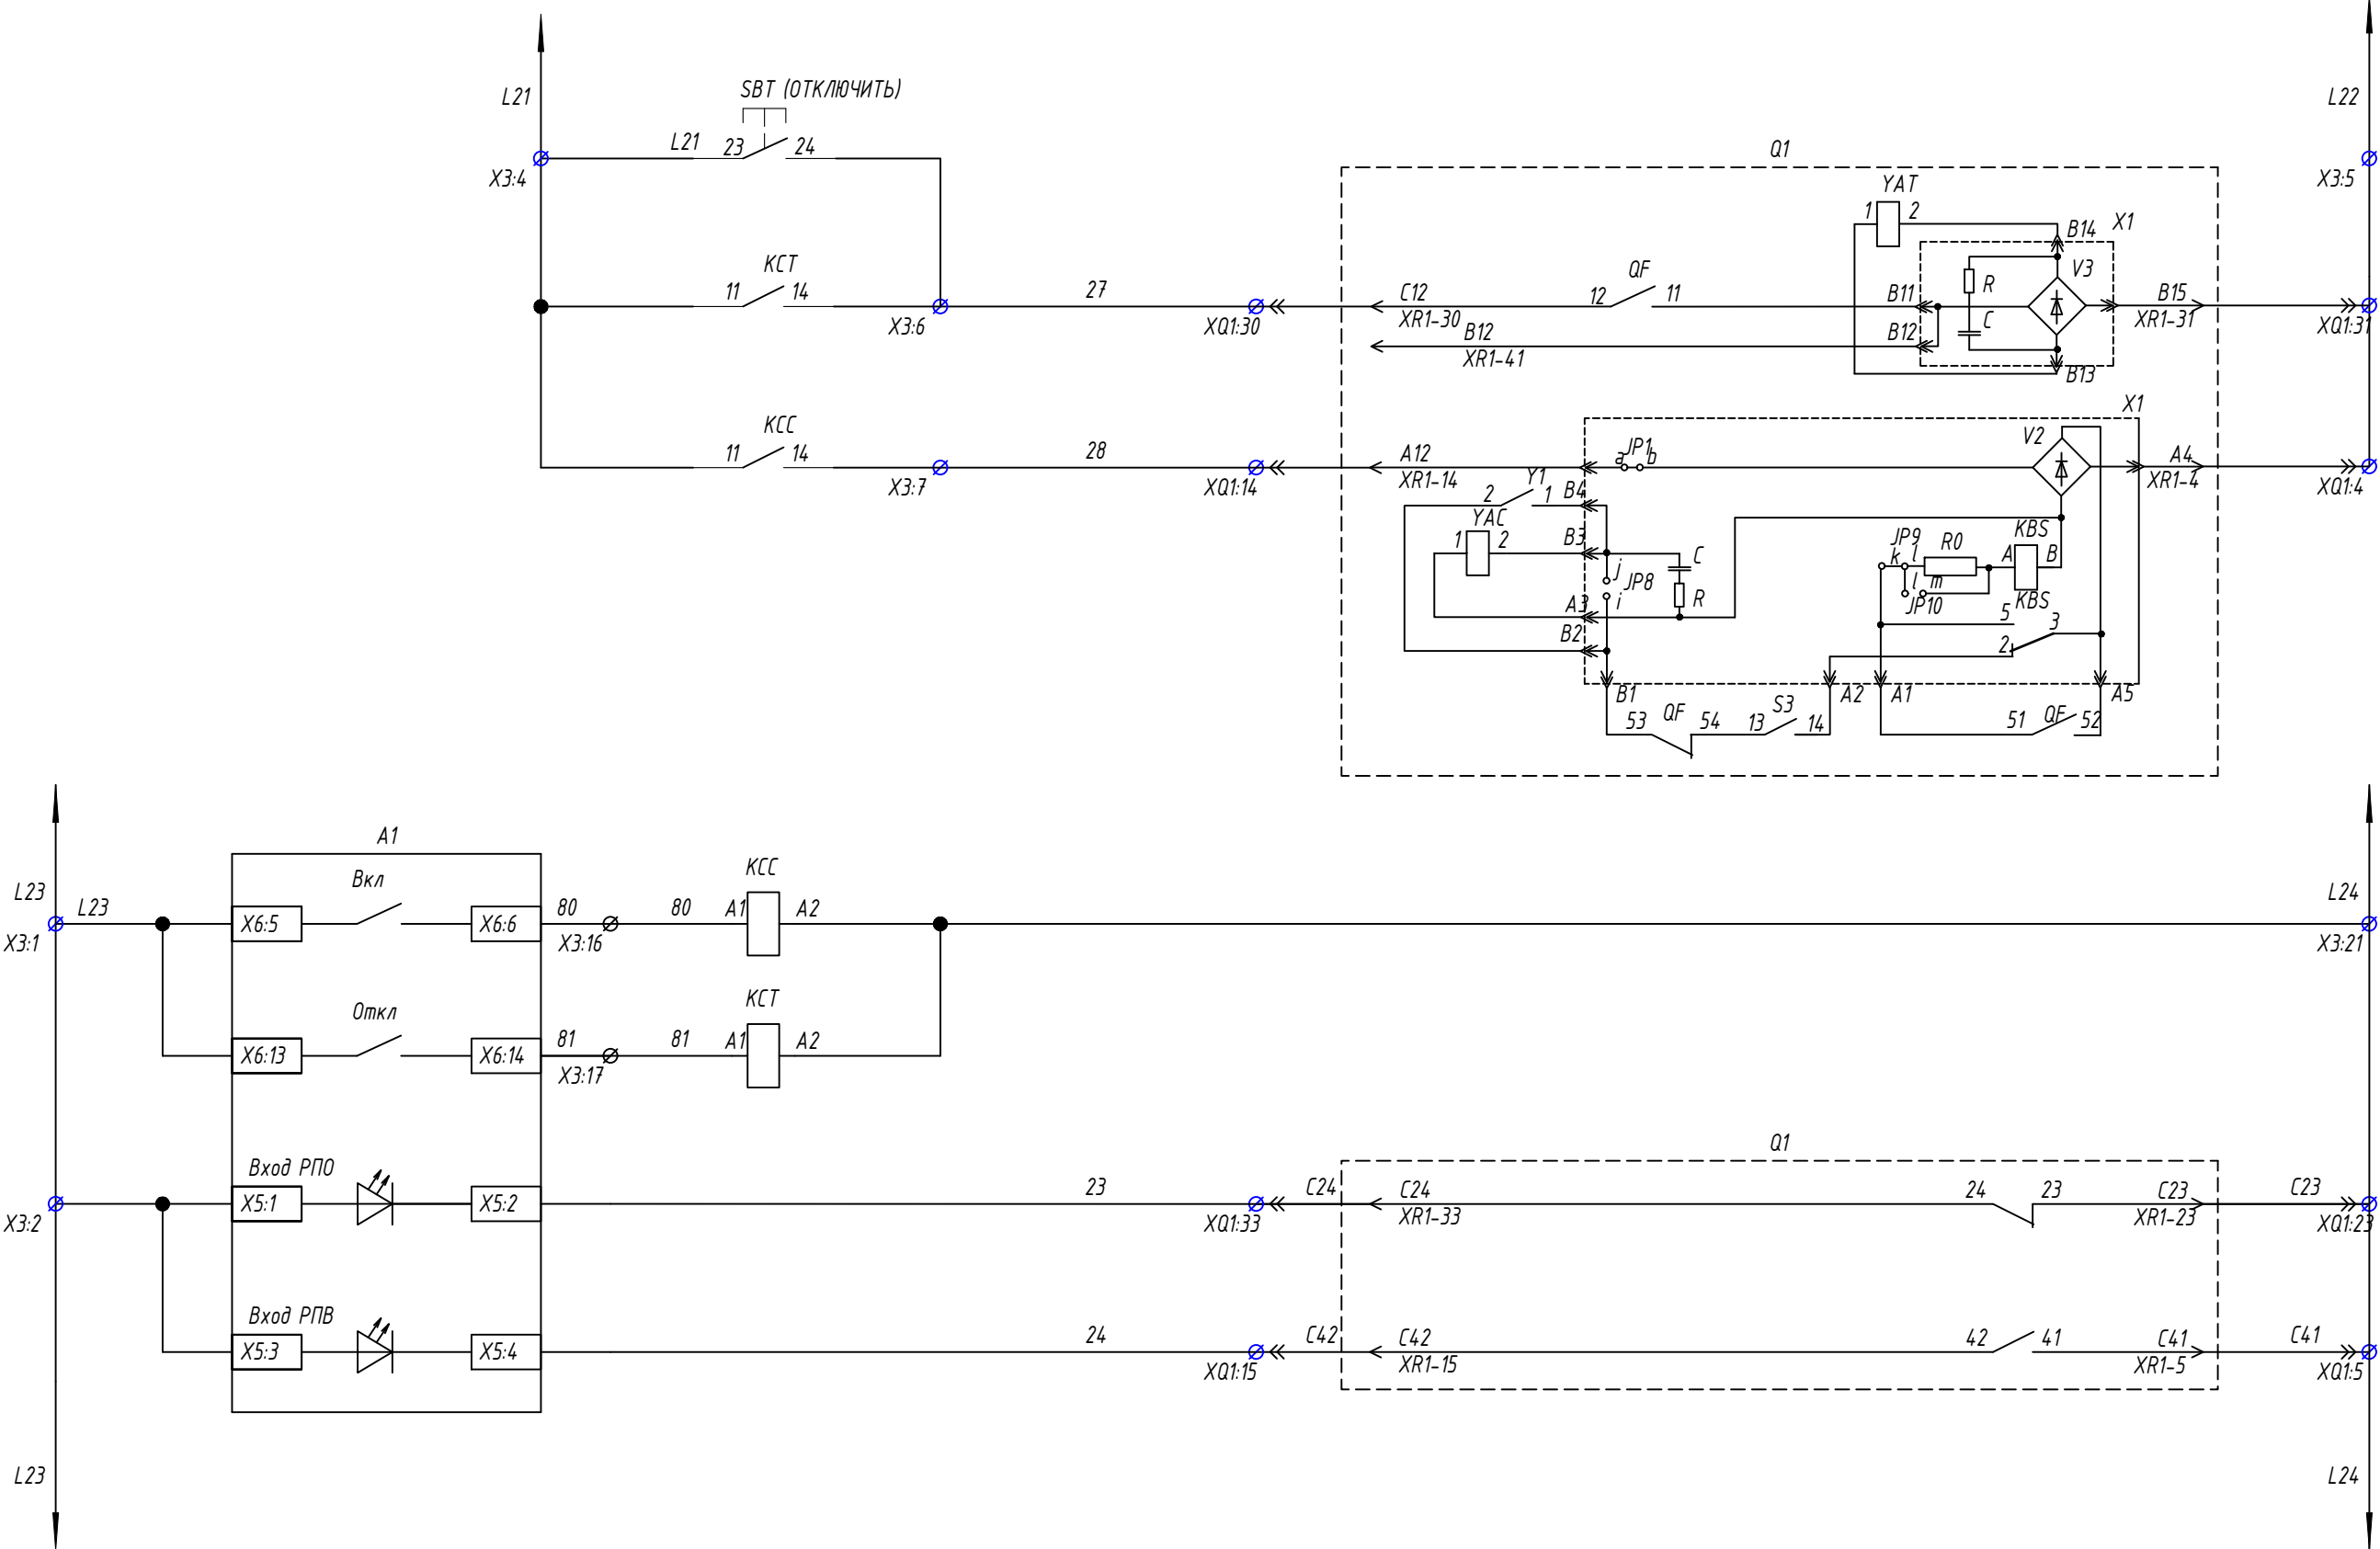 L21
L22
SBT (ОТКЛЮЧИТЬ)
L21
23
24
X3:4
X3:5
Q1
YAT
1
2
B14
X1
KCT
11
14
27
X3:6
XQ1:30
C12
XR1-30
QF
12
11
B11
R
V3
B15
XR1-31
XQ1:31
B12
XR1-41
B12
C
B13
X1
KCC
11
14
28
X3:7
XQ1:14
A12
XR1-14
JP1
a
b
V2
A4
XR1-4
XQ1:4
2
Y1
1
B4
YAC
1
2
B3
C
j
JP8
i
R
A3
B2
JP9
k
l
R0
KBS
A
B
l
m
JP10
KBS
5
3
2
B1
A2
A1
A5
53
QF
54
13
S3
14
51
QF
52
A1
L23
L23
X3:1
Вкл
X6:5
X6:6
80
X3:16
80
KCC
A1
A2
L24
X3:21
Откл
X6:13
X6:14
81
X3:17
81
KCT
A1
A2
Q1
Вход РПО
X3:2
X5:1
X5:2
23
XQ1:33
C24
C24
XR1-33
24
23
C23
XR1-23
C23
XQ1:23
Вход РПВ
X5:3
X5:4
24
XQ1:15
C42
C42
XR1-15
42
41
C41
XR1-5
C41
XQ1:5
L23
L24